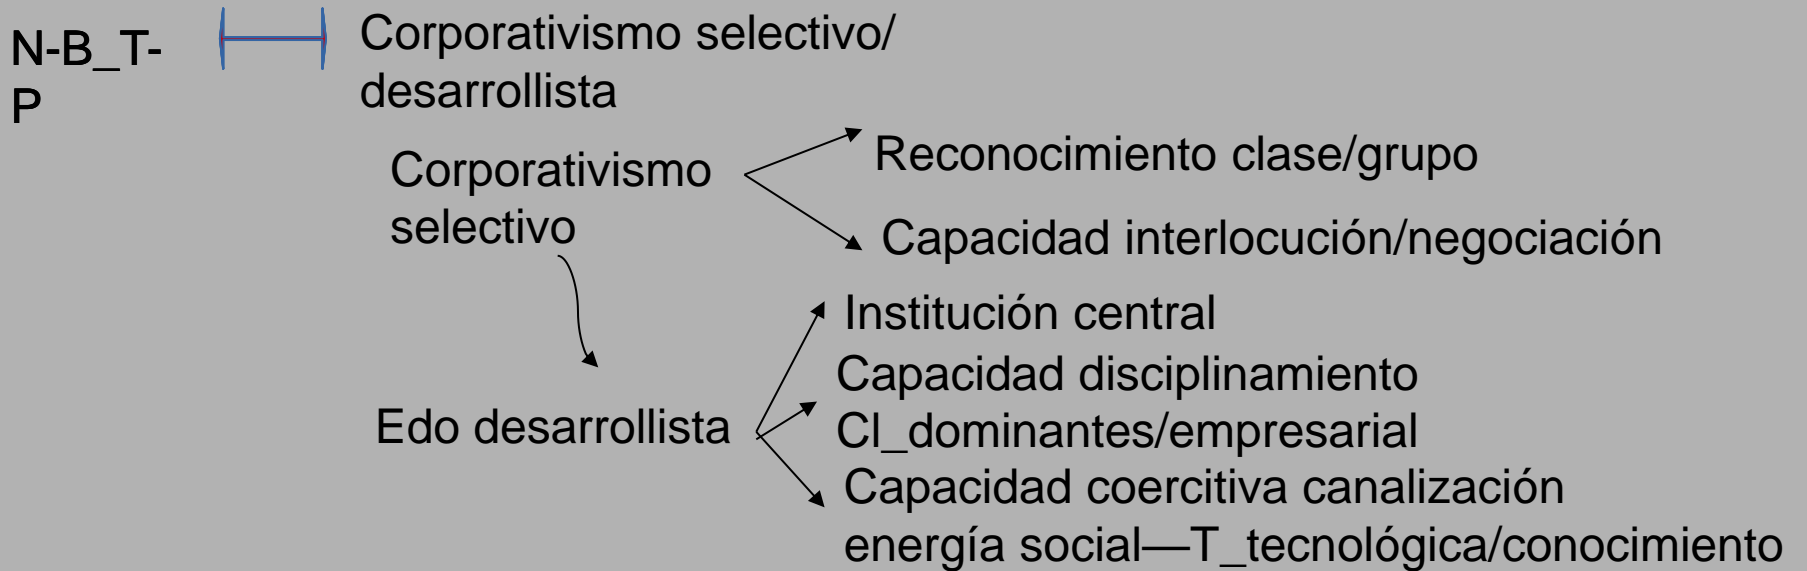 N-B_T-
P
Corporativismo selectivo/
desarrollista
Corporativismo
selectivo
Reconocimiento clase/grupo
Capacidad interlocución/negociación
Edo desarrollista
Institución central
Capacidad disciplinamiento
Cl_dominantes/empresarial
Capacidad coercitiva canalización
energía social—T_tecnológica/conocimiento